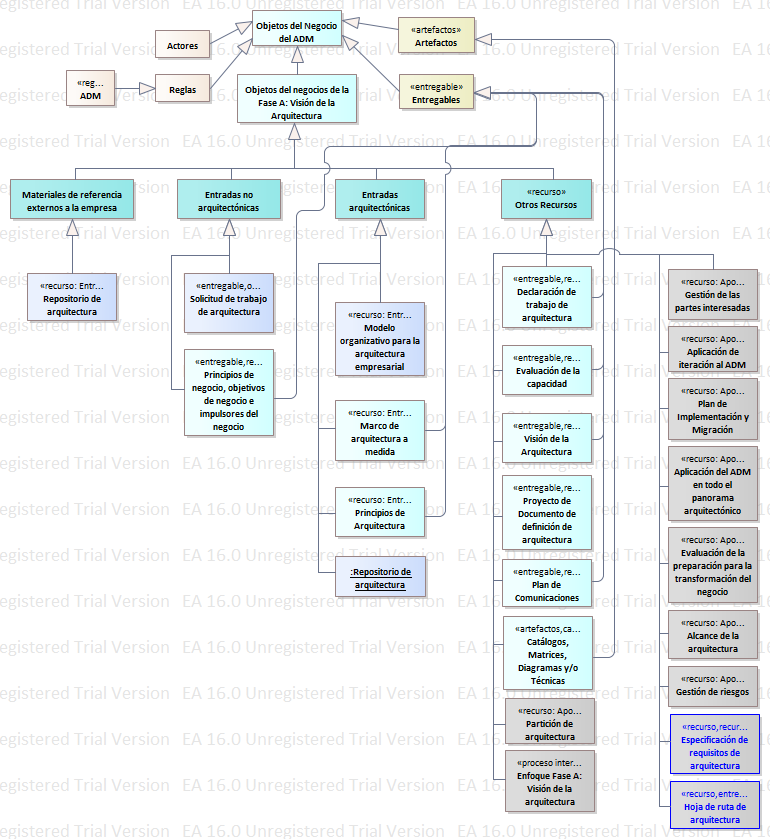 EA 16.0 Unregistered Trial Version
Objetos del Negocio
del ADM
«artefactos»
Artefactos
Actores
«reg...
ADM
Reglas
Objetos del negocios de la
Fase A: Visión de la
Arquitectura
«entregable»
Entregables
Materiales de referencia
externos a la empresa
Entradas no
arquitectónicas
Entradas
arquitectónicas
«recurso»
Otros Recursos
«recurso: Entr...
Repositorio de
arquitectura
«entregable,o...
Solicitud de trabajo
de arquitectura
«entregable,re...
Principios de
negocio, objetivos
de negocio e
impulsores del
negocio
«recurso: Entr...
Modelo
organizativo para la
arquitectura
empresarial
«recurso: Entr...
Marco de
arquitectura a
medida
«recurso: Entr...
Principios de
Arquitectura
:Repositorio de
arquitectura
«entregable,re...
Declaración de
trabajo de
arquitectura
«entregable,re...
Evaluación de la
capacidad
«entregable,re...
Visión de la
Arquitectura
«entregable,re...
Proyecto de
Documento de
definición de
arquitectura
«entregable,re...
Plan de
Comunicaciones
«artefactos,ca...
Catálogos,
Matrices,
Diagramas y/o
Técnicas
«recurso: Apo...
Partición de
arquitectura
«proceso inter...
Enfoque Fase A:
Visión de la
arquitectura
«recurso: Apo...
Gestión de las
partes interesadas
«recurso: Apo...
Aplicación de
iteración al ADM
«recurso: Apo...
Plan de
Implementación y
Migración
«recurso: Apo...
Aplicación del ADM
en todo el
panorama
arquitectónico
«recurso: Apo...
Evaluación de la
preparación para la
transformación del
negocio
«recurso: Apo...
Alcance de la
arquitectura
«recurso: Apo...
Gestión de riesgos
«recurso,recur...
Especificación de
requisitos de
arquitectura
«recurso,entre...
Hoja de ruta de
arquitectura